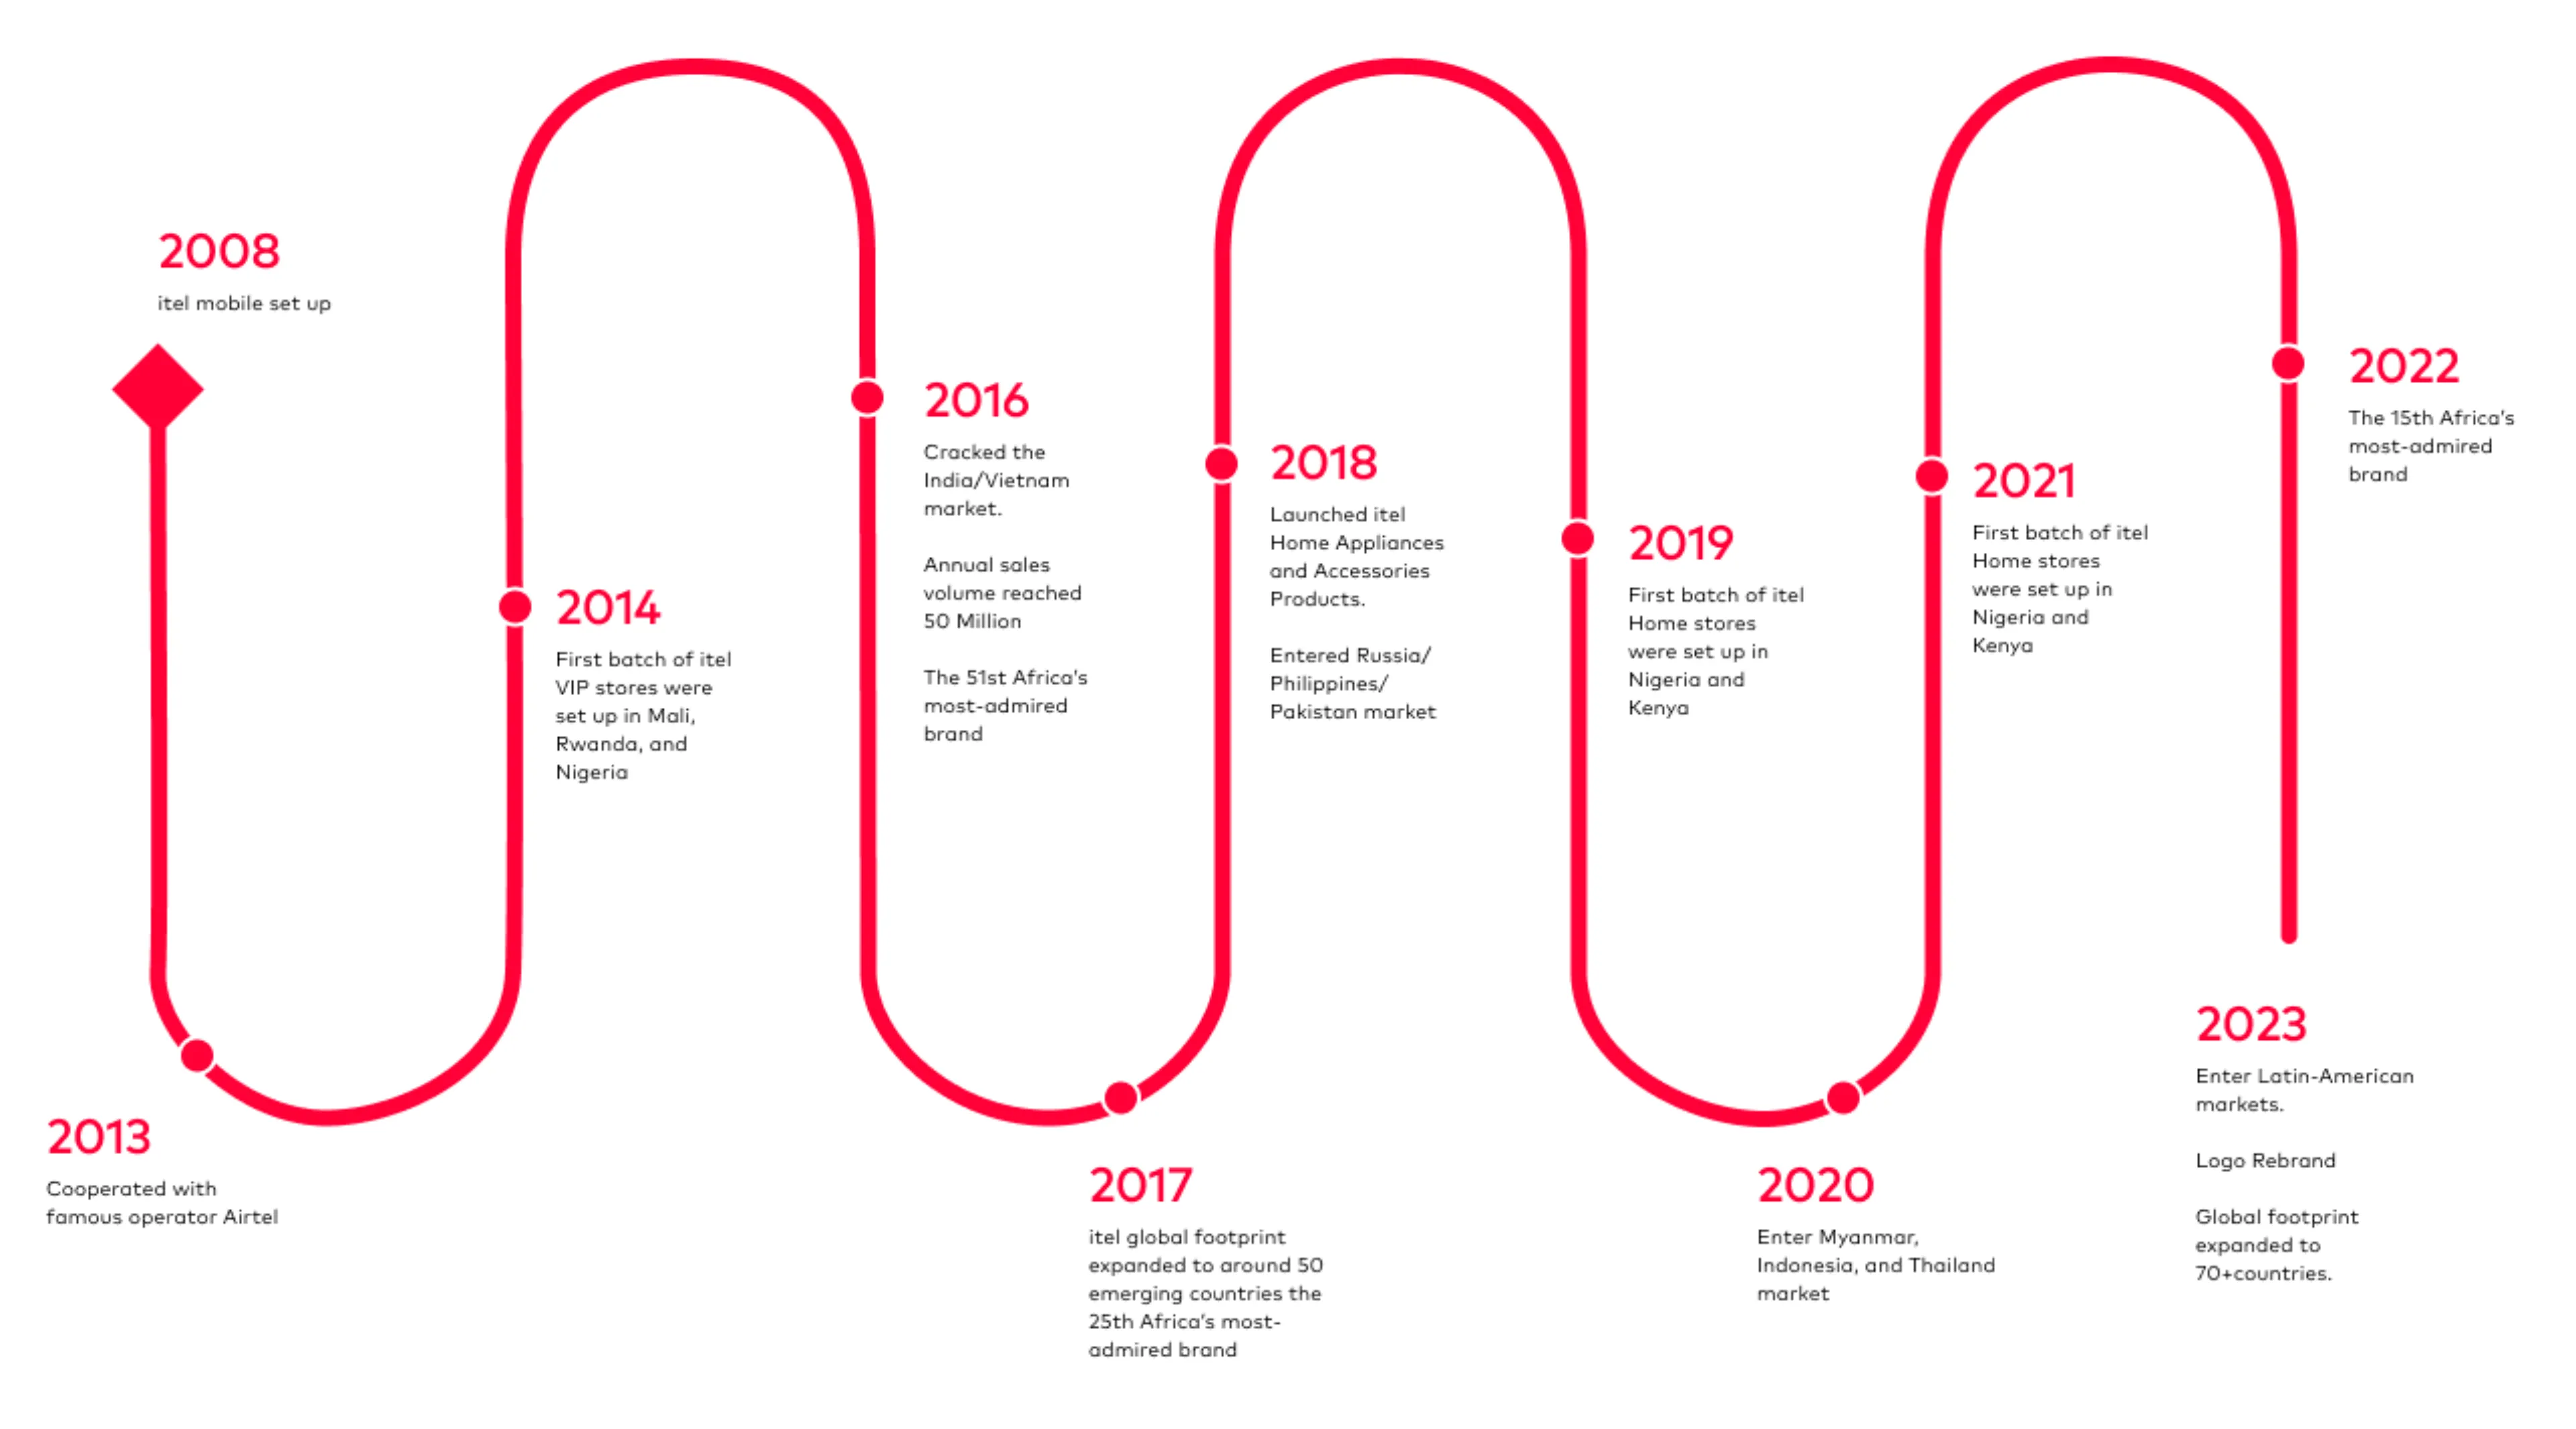 2008
itel mobile set up
2013
Cooperated with
famous operator Airtel
2014
First batch of itel
VIP stores were
set up in Mali,
Rwanda, and
Nigeria
2016
Cracked the
India/Vietnam
market.
Annual sales
volume reached
50 Million
The 51st Africa's
most-admired
brand
2017
itel global footprint
expanded to around 50
emerging countries the
25th Africa's most-
admired brand
2018
Launched itel
Home Appliances
and Accessories
Products.
Entered Russia/
Philippines/
Pakistan market
2019
First batch of itel
Home stores
were set up in
Nigeria and
Kenya
2020
Enter Myanmar,
Indonesia, and Thailand
market
2021
First batch of itel
Home stores
were set up in
Nigeria and
Kenya
2022
The 15th Africa's
most-admired
brand
2023
Enter Latin-American
markets.
Logo Rebrand
Global footprint
expanded to
70+countries.